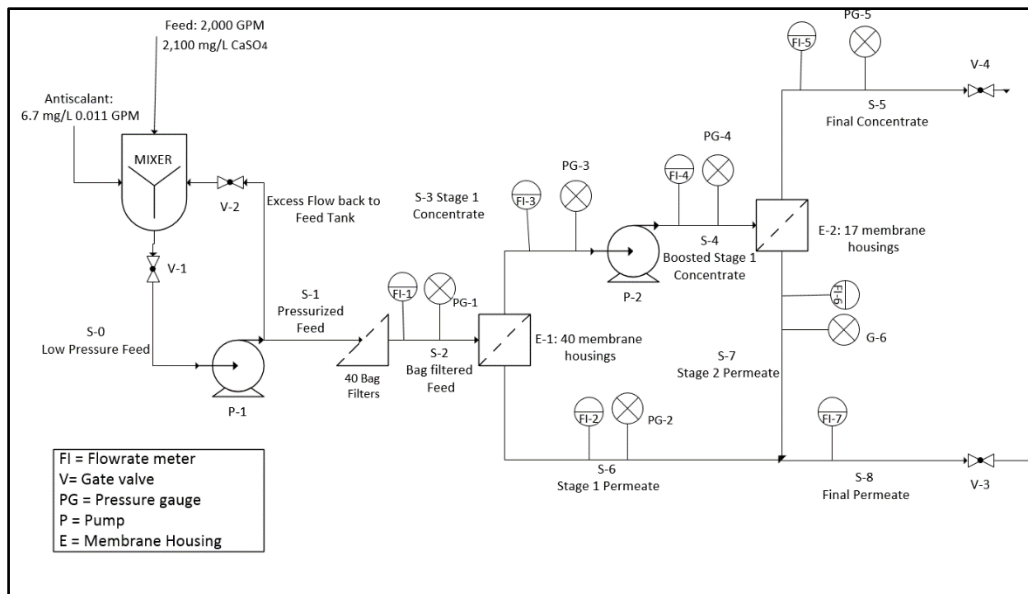 Feed: 2,000 GPM
2,100 mg/L CaSO4
Antiscalant:
6.7 mg/L 0.011 GPM
MIXER
V-2
Excess Flow back to
Feed Tank
V-1
S-0
Low Pressure Feed
P-1
S-1
Pressurized
Feed
40 Bag
Filters
FI-1
PG-1
S-2
Bag filtered
Feed
E-1: 40 membrane
housings
S-3 Stage 1
Concentrate
FI-3
PG-3
P-2
FI-4
PG-4
S-4
Boosted Stage 1
Concentrate
E-2: 17 membrane
housings
FI-5
PG-5
S-5
Final Concentrate
V-4
FI-6
G-6
S-7
Stage 2 Permeate
FI-2
PG-2
S-6
Stage 1 Permeate
FI-7
S-8
Final Permeate
V-3
FI = Flowrate meter
V= Gate valve
PG = Pressure gauge
P = Pump
E = Membrane Housing